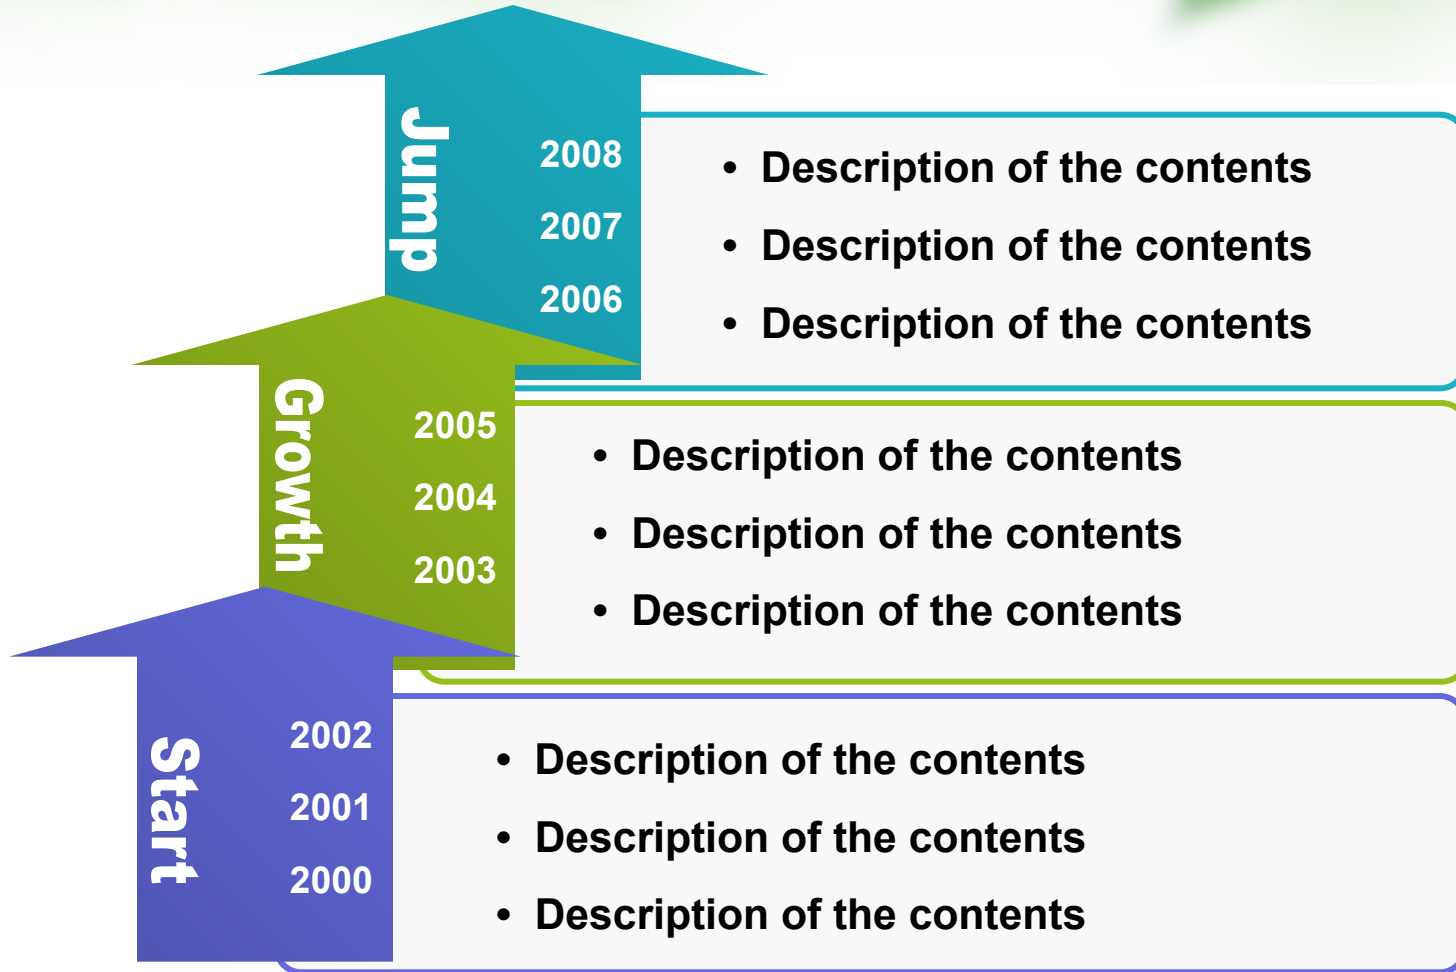 Jump
2008
• Description of the contents
2007
• Description of the contents
2006
• Description of the contents
Growth
2005
• Description of the contents
2004
• Description of the contents
2003
• Description of the contents
Start
2002
• Description of the contents
2001
• Description of the contents
2000
• Description of the contents